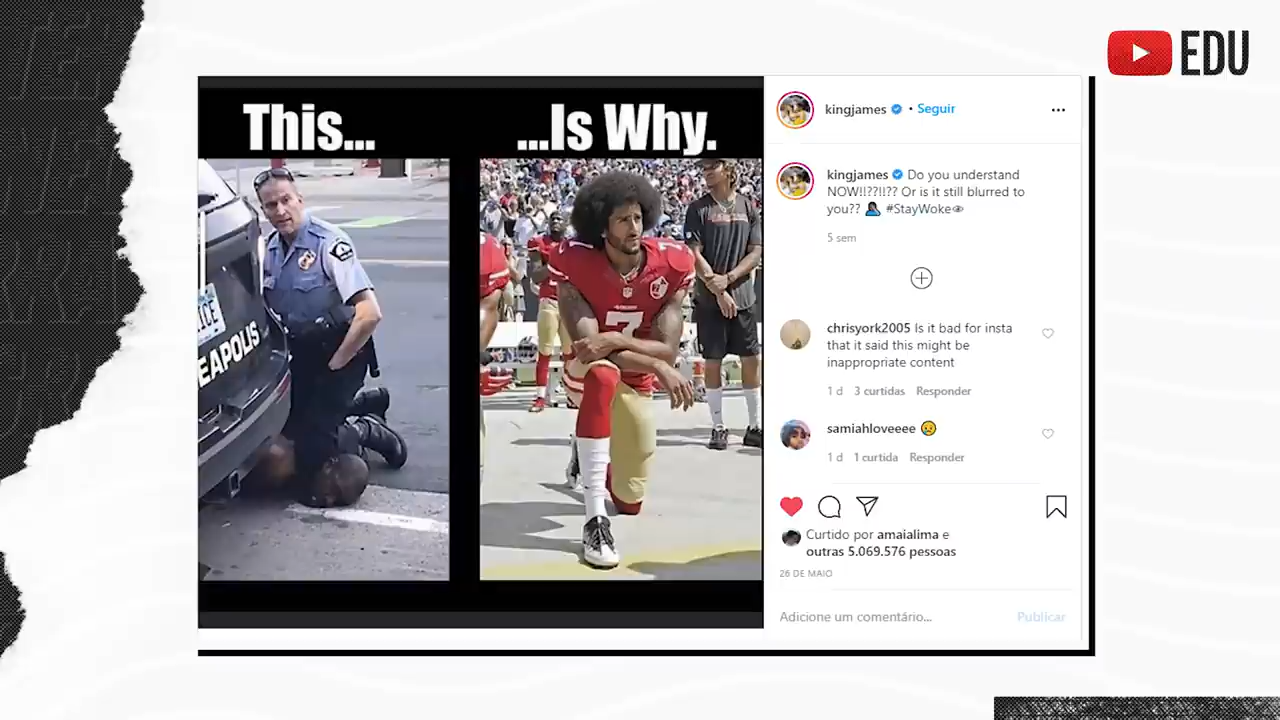 EDU
This...
...Is Why.
EAPOLIS
7
kingjames • Seguir
kingjames Do you understand
NOW!!??!!?? Or is it still blurred to
you?? 🤦🏿‍♂️ #StayWoke👁
5 sem
chrisyork2005 Is it bad for insta
that it said this might be
inappropriate content
1 d 3 curtidas Responder
samiahloveeee 😥
1 d 1 curtida Responder
Curtido por amaialima e
outras 5.069.576 pessoas
26 DE MAIO
Adicione um comentário... Publicar